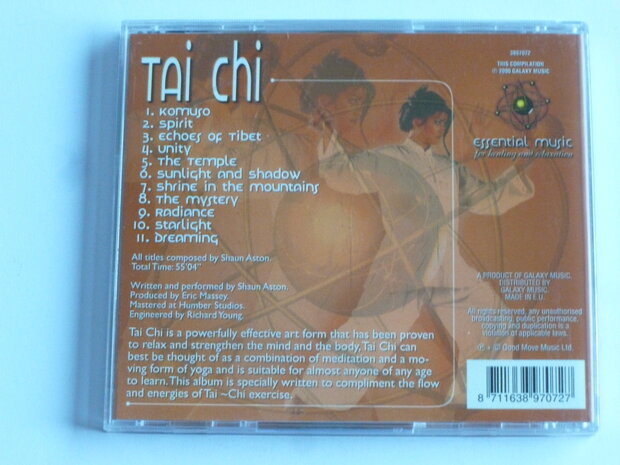 Tai Chi
1. Komuso
2. Spirit
3. Echoes of Tibet
4. Unity
5. The Temple
6. Sunlight and Shadow
7. Shrine in the Mountains
8. The Mystery
9. Radiance
10. Starlight
11. Dreaming
All titles composed by Shaun Aston.
Total Time: 55'04"
Written and performed by Shaun Aston.
Produced by Eric Massey.
Mastered at Humber Studios.
Engineered by Richard Young.
Tai Chi is a powerfully effective art form that has been proven
to relax and strengthen the mind and the body. Tai Chi can
best be thought of as a combination of meditation and a mo-
ving form of yoga and is suitable for almost anyone of any age
to learn. This album is specially written to compliment the flow
and energies of Tai ~Chi exercise.
THIS COMPILATION
℗ 2000 GALAXY MUSIC
essential music
for healing and relaxation
A PRODUCT OF GALAXY MUSIC.
DISTRIBUTED BY
GALAXY MUSIC.
MADE IN E.U.
All rights reserved. any unauthorised
broadcasting, public performance,
copying and duplication is a
violation of applicable laws.
℗ + © Good Move Music Ltd.
8 711638 970727